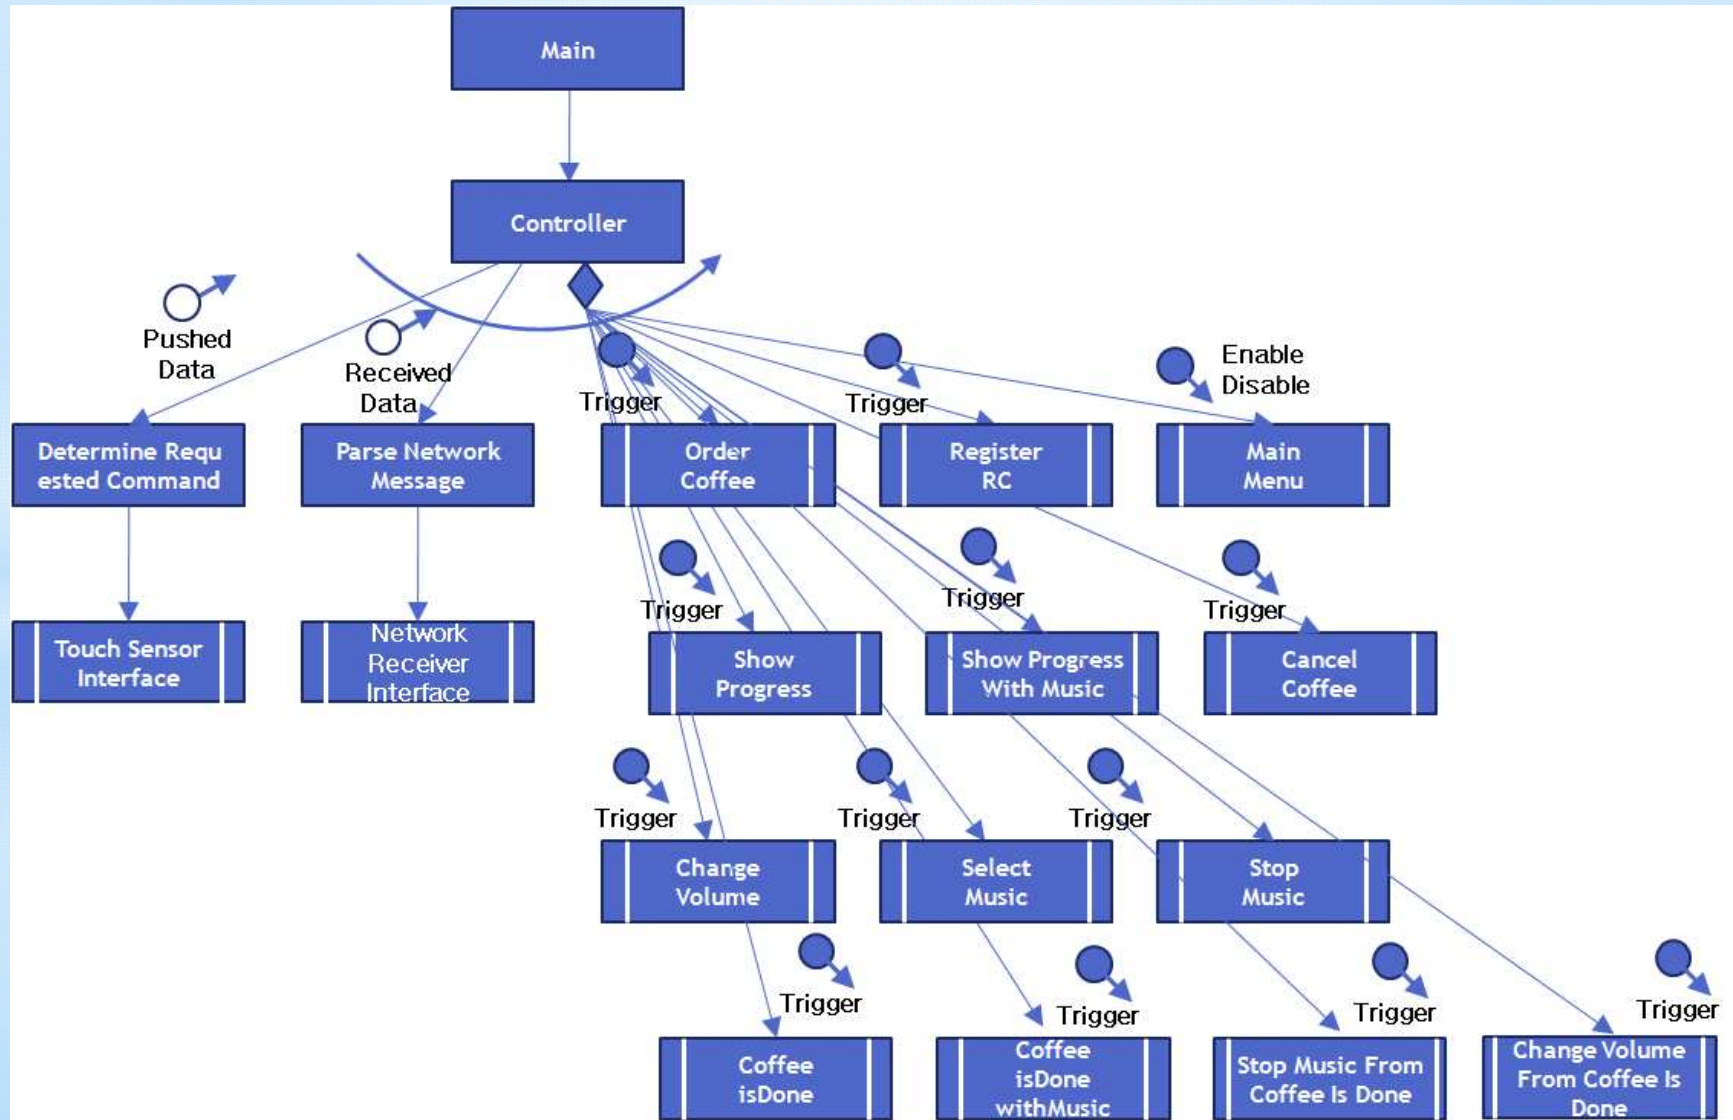 Main
Controller
Pushed
Data
Received
Data
Trigger
Trigger
Enable
Disable
Determine Requ
ested Command
Parse Network
Message
Order
Coffee
Register
RC
Main
Menu
Trigger
Trigger
Trigger
Touch Sensor
Interface
Network
Receiver
Interface
Show
Progress
Show Progress
With Music
Cancel
Coffee
Trigger
Trigger
Trigger
Change
Volume
Select
Music
Stop
Music
Trigger
Trigger
Trigger
Trigger
Coffee
isDone
Coffee
isDone
withMusic
Stop Music From
Coffee Is Done
Change Volume
From Coffee Is
Done